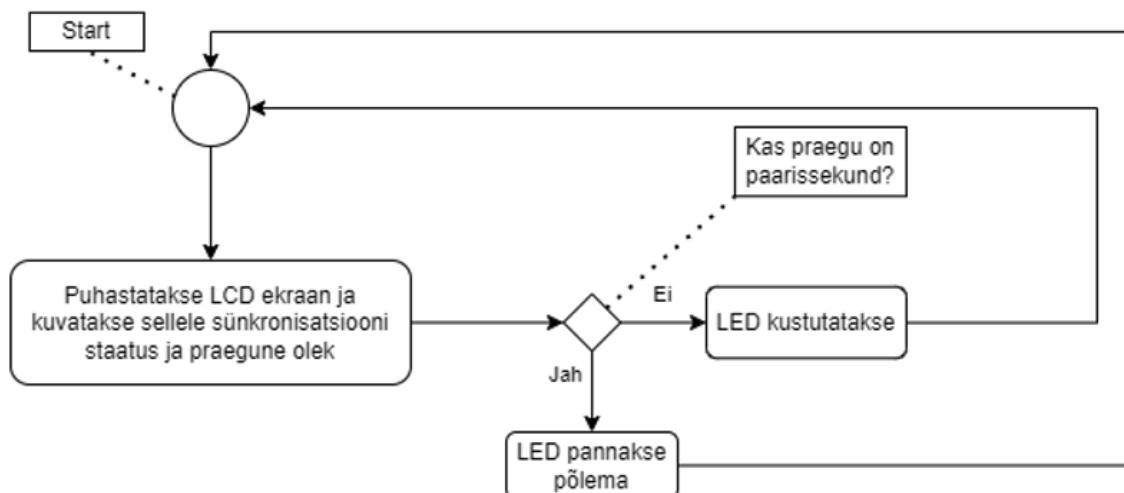 Start
Kas praegu on
paarissekund?
Puhastatakse LCD ekraan ja
kuvatakse sellele sünkronisatsiooni
staatus ja praegune olek
Ei
LED kustutatakse
Jah
LED pannakse
põlema